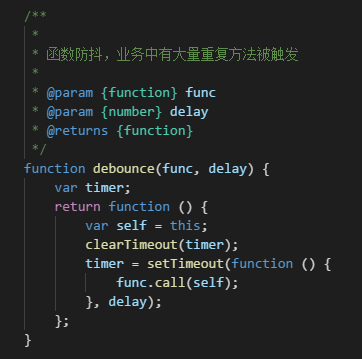 /**
 *
 * 函数防抖，业务中有大量重复方法被触发
 *
 * @param {function} func
 * @param {number} delay
 * @returns {function}
 */
function debounce(func, delay) {
    var timer;
    return function () {
        var self = this;
        clearTimeout(timer);
        timer = setTimeout(function () {
            func.call(self);
        }, delay);
    };
}